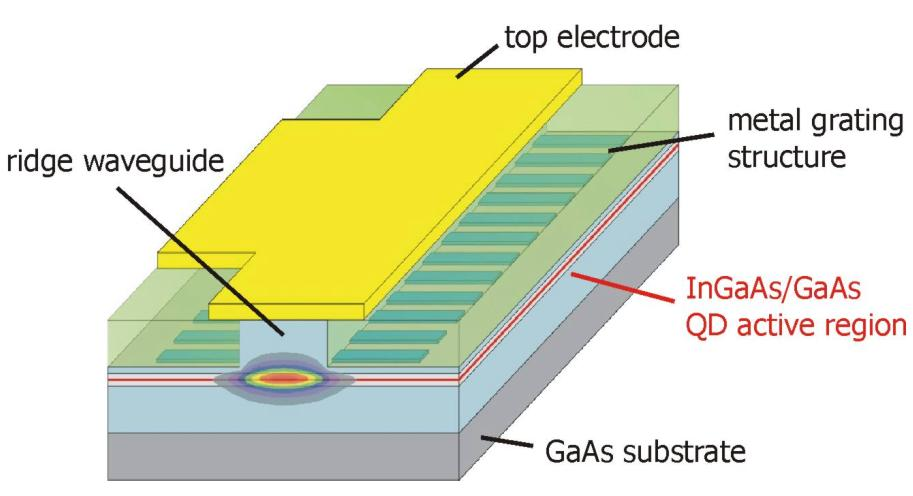 top electrode
metal grating
structure
ridge waveguide
InGaAs/GaAs
QD active region
GaAs substrate